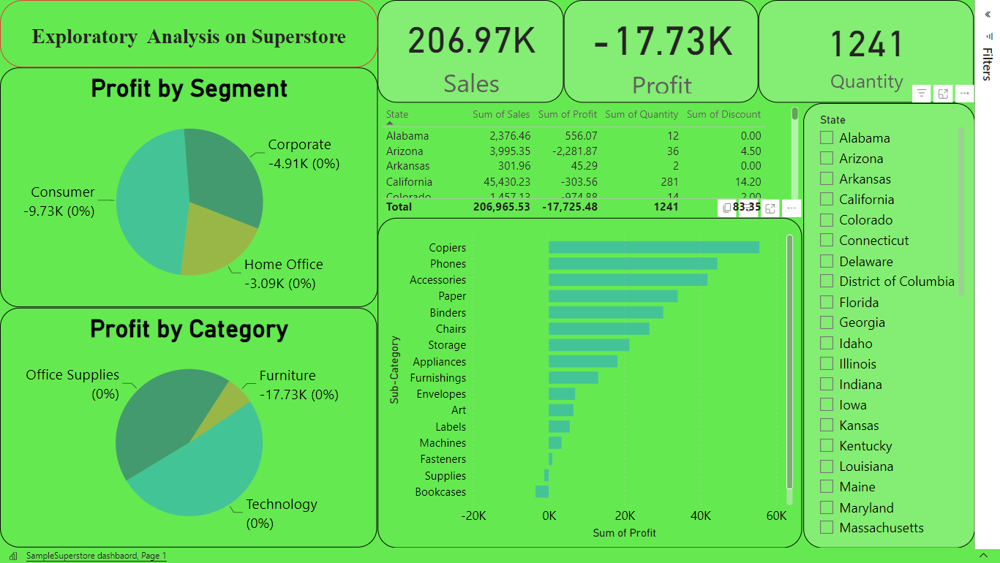 Exploratory Analysis on Superstore
206.97K
Sales
-17.73K
Profit
1241
Quantity
Filters
Profit by Segment
Corporate
-4.91K (0%)
Consumer
-9.73K (0%)
Home Office
-3.09K (0%)
Profit by Category
Office Supplies
(0%)
Furniture
-17.73K (0%)
Technology
(0%)
State Sum of Sales Sum of Profit Sum of Quantity Sum of Discount
Alabama 2,376.46 556.07 12 0.00
Arizona 3,995.35 -2,281.87 36 4.50
Arkansas 301.96 45.29 2 0.00
California 45,430.23 -303.56 281 14.20
Colorado 1,457.13 -974.88 14 2.00
Total 206,965.53 -17,725.48 1241 83.35
Sub-Category
Copiers
Phones
Accessories
Paper
Binders
Chairs
Storage
Appliances
Furnishings
Envelopes
Art
Labels
Machines
Fasteners
Supplies
Bookcases
-20K 0K 20K 40K 60K
Sum of Profit
State
Alabama
Arizona
Arkansas
California
Colorado
Connecticut
Delaware
District of Columbia
Florida
Georgia
Idaho
Illinois
Indiana
Iowa
Kansas
Kentucky
Louisiana
Maine
Maryland
Massachusetts
SampleSuperstore dashbaord, Page 1